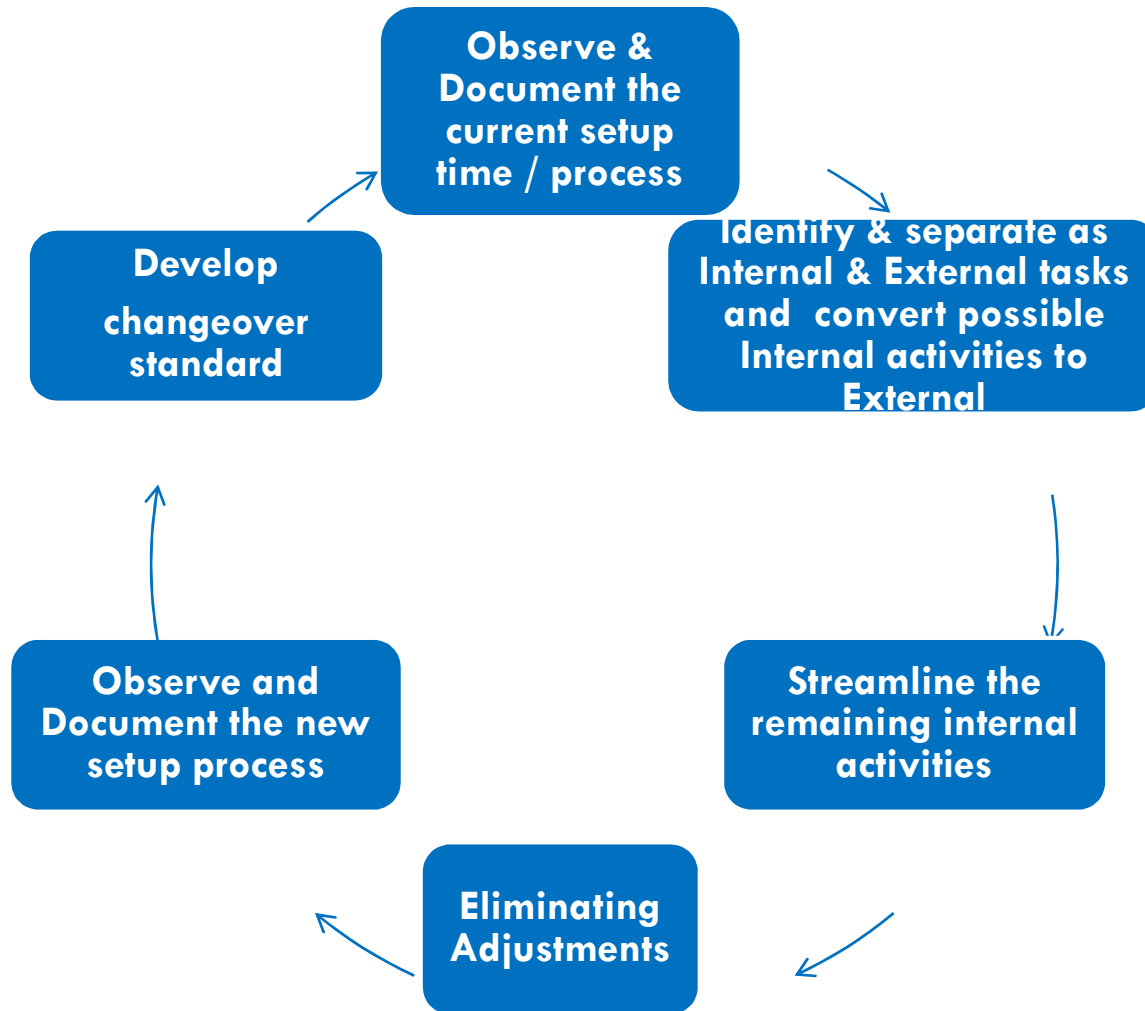 Observe &
Document the
current setup
time / process
Identify & separate as
Internal & External tasks
and  convert possible
Internal activities to
External
Streamline the
remaining internal
activities
Eliminating
Adjustments
Observe and
Document the new
setup process
Develop
changeover
standard